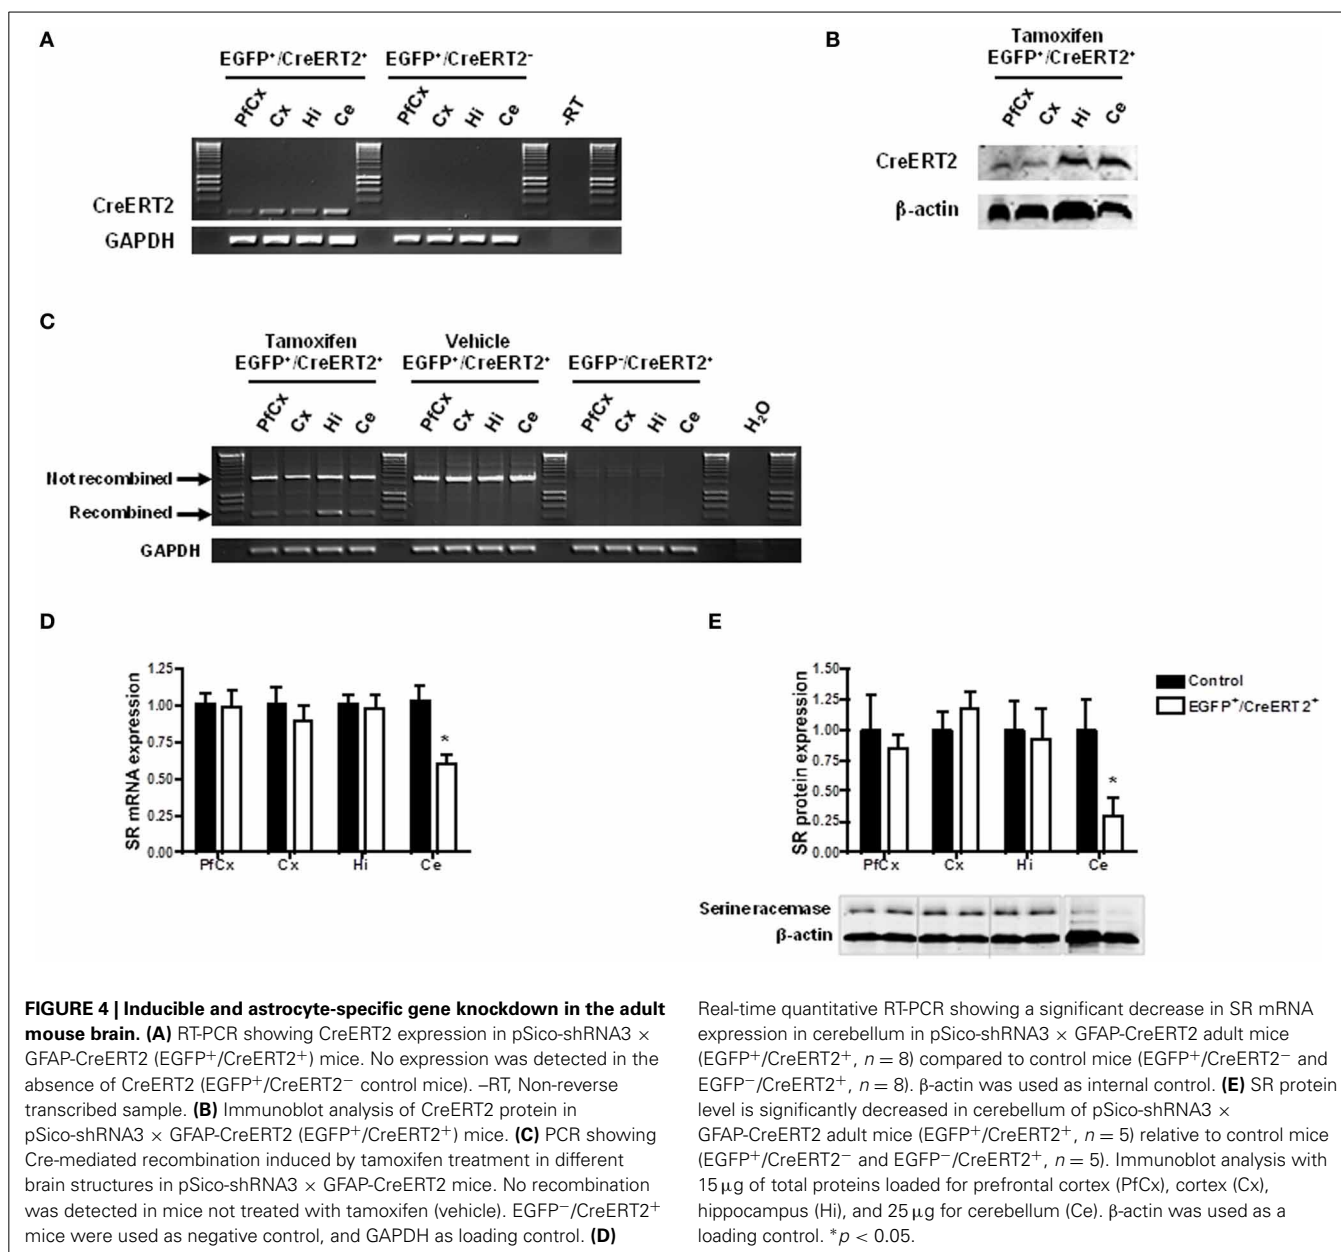 A
EGFP⁺/CreERT2⁺ EGFP⁺/CreERT2⁻
PfCx Cx Hi Ce PfCx Cx Hi Ce -RT
CreERT2
GAPDH
B
Tamoxifen
EGFP⁺/CreERT2⁺
PfCx Cx Hi Ce
CreERT2
β-actin
C
Tamoxifen Vehicle
EGFP⁺/CreERT2⁺ EGFP⁺/CreERT2⁺ EGFP⁻/CreERT2⁺
PfCx Cx Hi Ce PfCx Cx Hi Ce PfCx Cx Hi Ce H₂O
Not recombined
Recombined
GAPDH
D
SR mRNA expression
1.25
1.00
0.75
0.50
0.25
0.00
*
PfCx Cx Hi Ce
E
SR protein expression
1.50
1.25
1.00
0.75
0.50
0.25
0.00
*
PfCx Cx Hi Ce
Control
EGFP⁺/CreERT2⁺
Serine racemase
β-actin
FIGURE 4 | Inducible and astrocyte-specific gene knockdown in the adult
mouse brain. (A) RT-PCR showing CreERT2 expression in pSico-shRNA3 ×
GFAP-CreERT2 (EGFP⁺/CreERT2⁺) mice. No expression was detected in the
absence of CreERT2 (EGFP⁺/CreERT2⁻ control mice). –RT, Non-reverse
transcribed sample. (B) Immunoblot analysis of CreERT2 protein in
pSico-shRNA3 × GFAP-CreERT2 (EGFP⁺/CreERT2⁺) mice. (C) PCR showing
Cre-mediated recombination induced by tamoxifen treatment in different
brain structures in pSico-shRNA3 × GFAP-CreERT2 mice. No recombination
was detected in mice not treated with tamoxifen (vehicle). EGFP⁻/CreERT2⁺
mice were used as negative control, and GAPDH as loading control. (D)
Real-time quantitative RT-PCR showing a significant decrease in SR mRNA
expression in cerebellum in pSico-shRNA3 × GFAP-CreERT2 adult mice
(EGFP⁺/CreERT2⁺, n = 8) compared to control mice (EGFP⁺/CreERT2⁻ and
EGFP⁻/CreERT2⁺, n = 8). β-actin was used as internal control. (E) SR protein
level is significantly decreased in cerebellum of pSico-shRNA3 ×
GFAP-CreERT2 adult mice (EGFP⁺/CreERT2⁺, n = 5) relative to control mice
(EGFP⁺/CreERT2⁻ and EGFP⁻/CreERT2⁺, n = 5). Immunoblot analysis with
15 μg of total proteins loaded for prefrontal cortex (PfCx), cortex (Cx),
hippocampus (Hi), and 25 μg for cerebellum (Ce). β-actin was used as a
loading control. *p < 0.05.